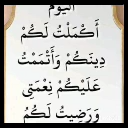 اليوم
أَكْمَلْتُ لَكُمْ
دِينَكُمْ وَأَتْمَمْتُ
عَلَيْكُمْ نِعْمَتِي
وَرَضِيتُ لَكُمُ